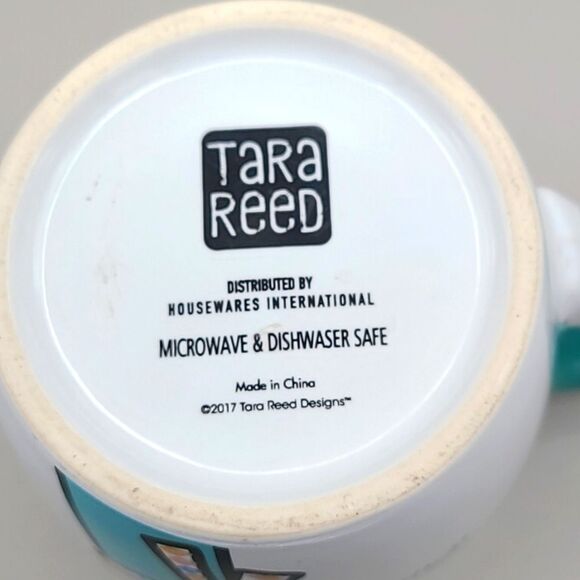 TARA
REED
DISTRIBUTED BY
HOUSEWARES INTERNATIONAL
MICROWAVE & DISHWASER SAFE
Made in China
©2017 Tara Reed Designs™